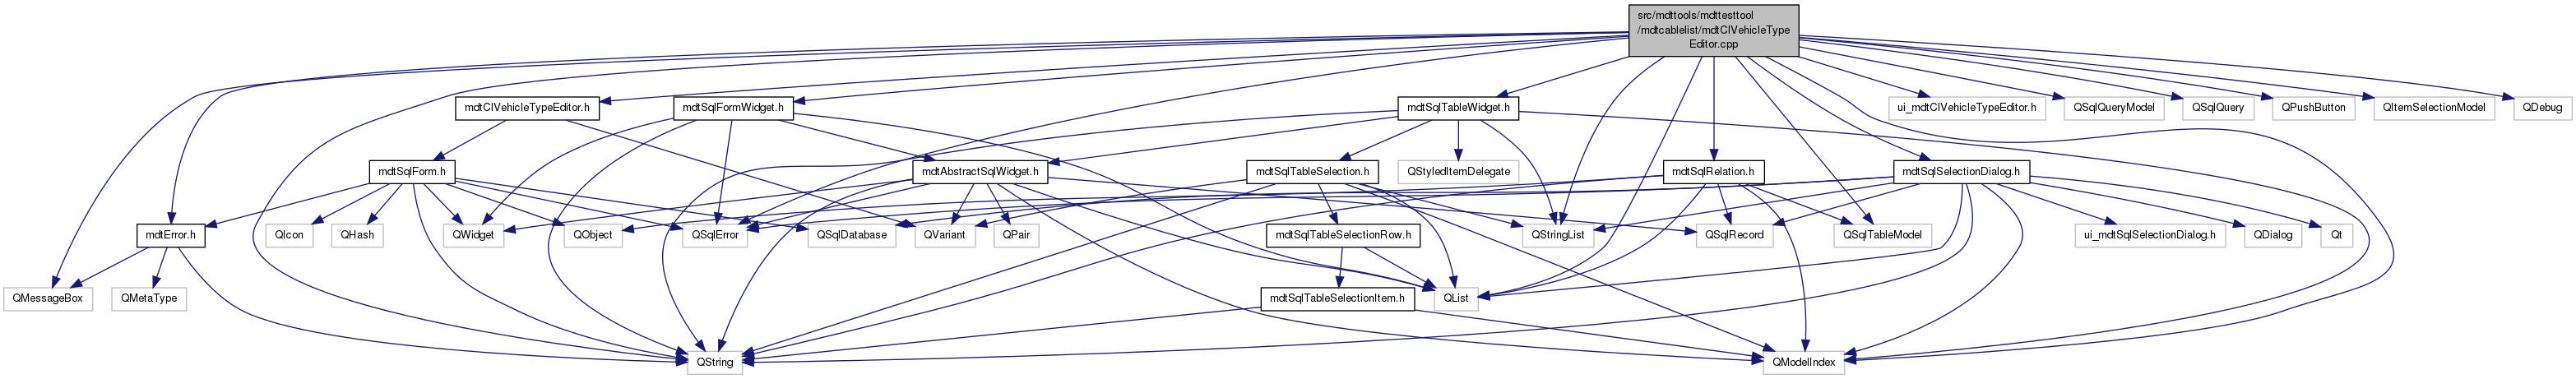 src/mdttools/mdttesttool
/mdtcablelist/mdtClVehicleType
Editor.cpp
mdtClVehicleTypeEditor.h
mdtSqlFormWidget.h
mdtSqlTableWidget.h
ui_mdtClVehicleTypeEditor.h
QSqlQueryModel
QSqlQuery
QPushButton
QItemSelectionModel
QDebug
mdtSqlForm.h
mdtAbstractSqlWidget.h
mdtSqlTableSelection.h
QStyledItemDelegate
mdtSqlRelation.h
mdtSqlSelectionDialog.h
mdtError.h
QIcon
QHash
QWidget
QObject
QSqlError
QSqlDatabase
QVariant
QPair
mdtSqlTableSelectionRow.h
QStringList
QSqlRecord
QSqlTableModel
ui_mdtSqlSelectionDialog.h
QDialog
Qt
QMessageBox
QMetaType
mdtSqlTableSelectionItem.h
QList
QString
QModelIndex